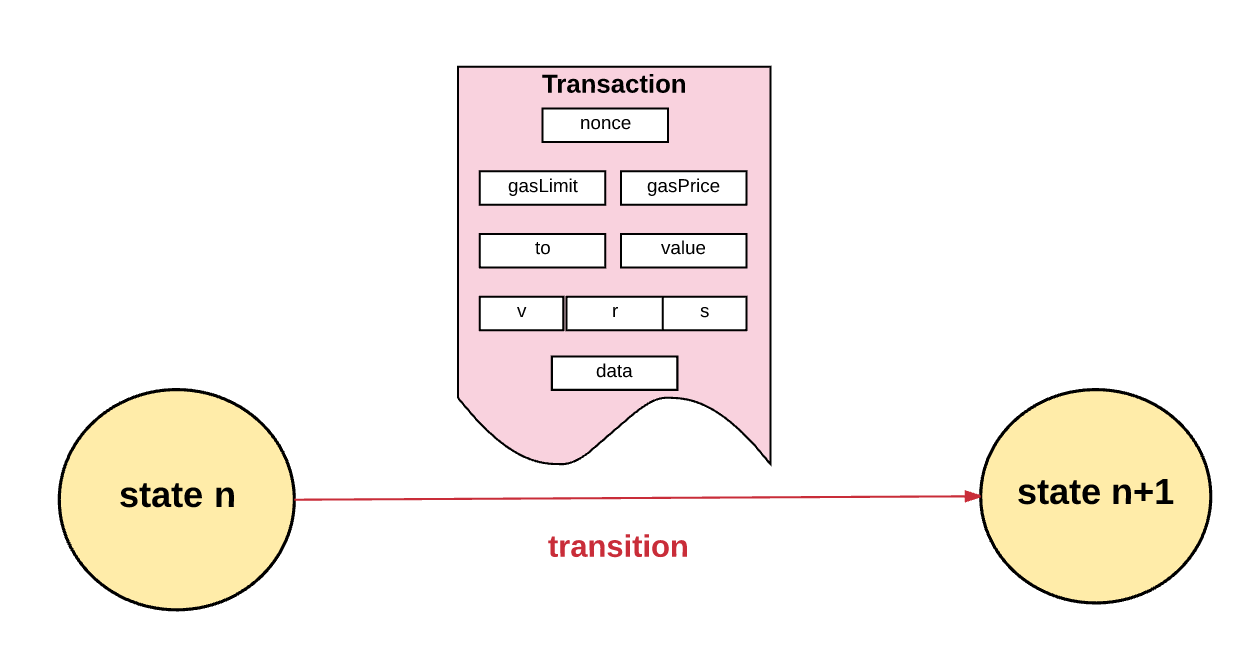 Transaction
nonce
gasLimit gasPrice
to value
v r s
data
state n
state n+1
transition